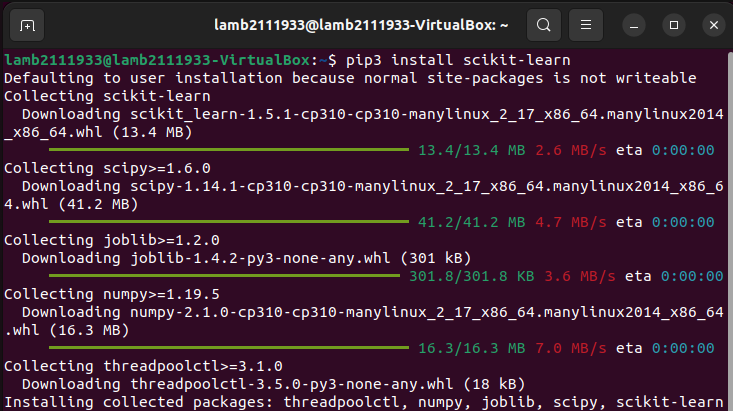 lamb2111933@lamb2111933-VirtualBox: ~
lamb2111933@lamb2111933-VirtualBox:~$ pip3 install scikit-learn
Defaulting to user installation because normal site-packages is not writeable
Collecting scikit-learn
  Downloading scikit_learn-1.5.1-cp310-cp310-manylinux_2_17_x86_64.manylinux2014
_x86_64.whl (13.4 MB)
13.4/13.4 MB 2.6 MB/s eta 0:00:00
Collecting scipy>=1.6.0
  Downloading scipy-1.14.1-cp310-cp310-manylinux_2_17_x86_64.manylinux2014_x86_6
4.whl (41.2 MB)
41.2/41.2 MB 4.7 MB/s eta 0:00:00
Collecting joblib>=1.2.0
  Downloading joblib-1.4.2-py3-none-any.whl (301 kB)
301.8/301.8 KB 3.6 MB/s eta 0:00:00
Collecting numpy>=1.19.5
  Downloading numpy-2.1.0-cp310-cp310-manylinux_2_17_x86_64.manylinux2014_x86_64
.whl (16.3 MB)
16.3/16.3 MB 7.0 MB/s eta 0:00:00
Collecting threadpoolctl>=3.1.0
  Downloading threadpoolctl-3.5.0-py3-none-any.whl (18 kB)
Installing collected packages: threadpoolctl, numpy, joblib, scipy, scikit-learn